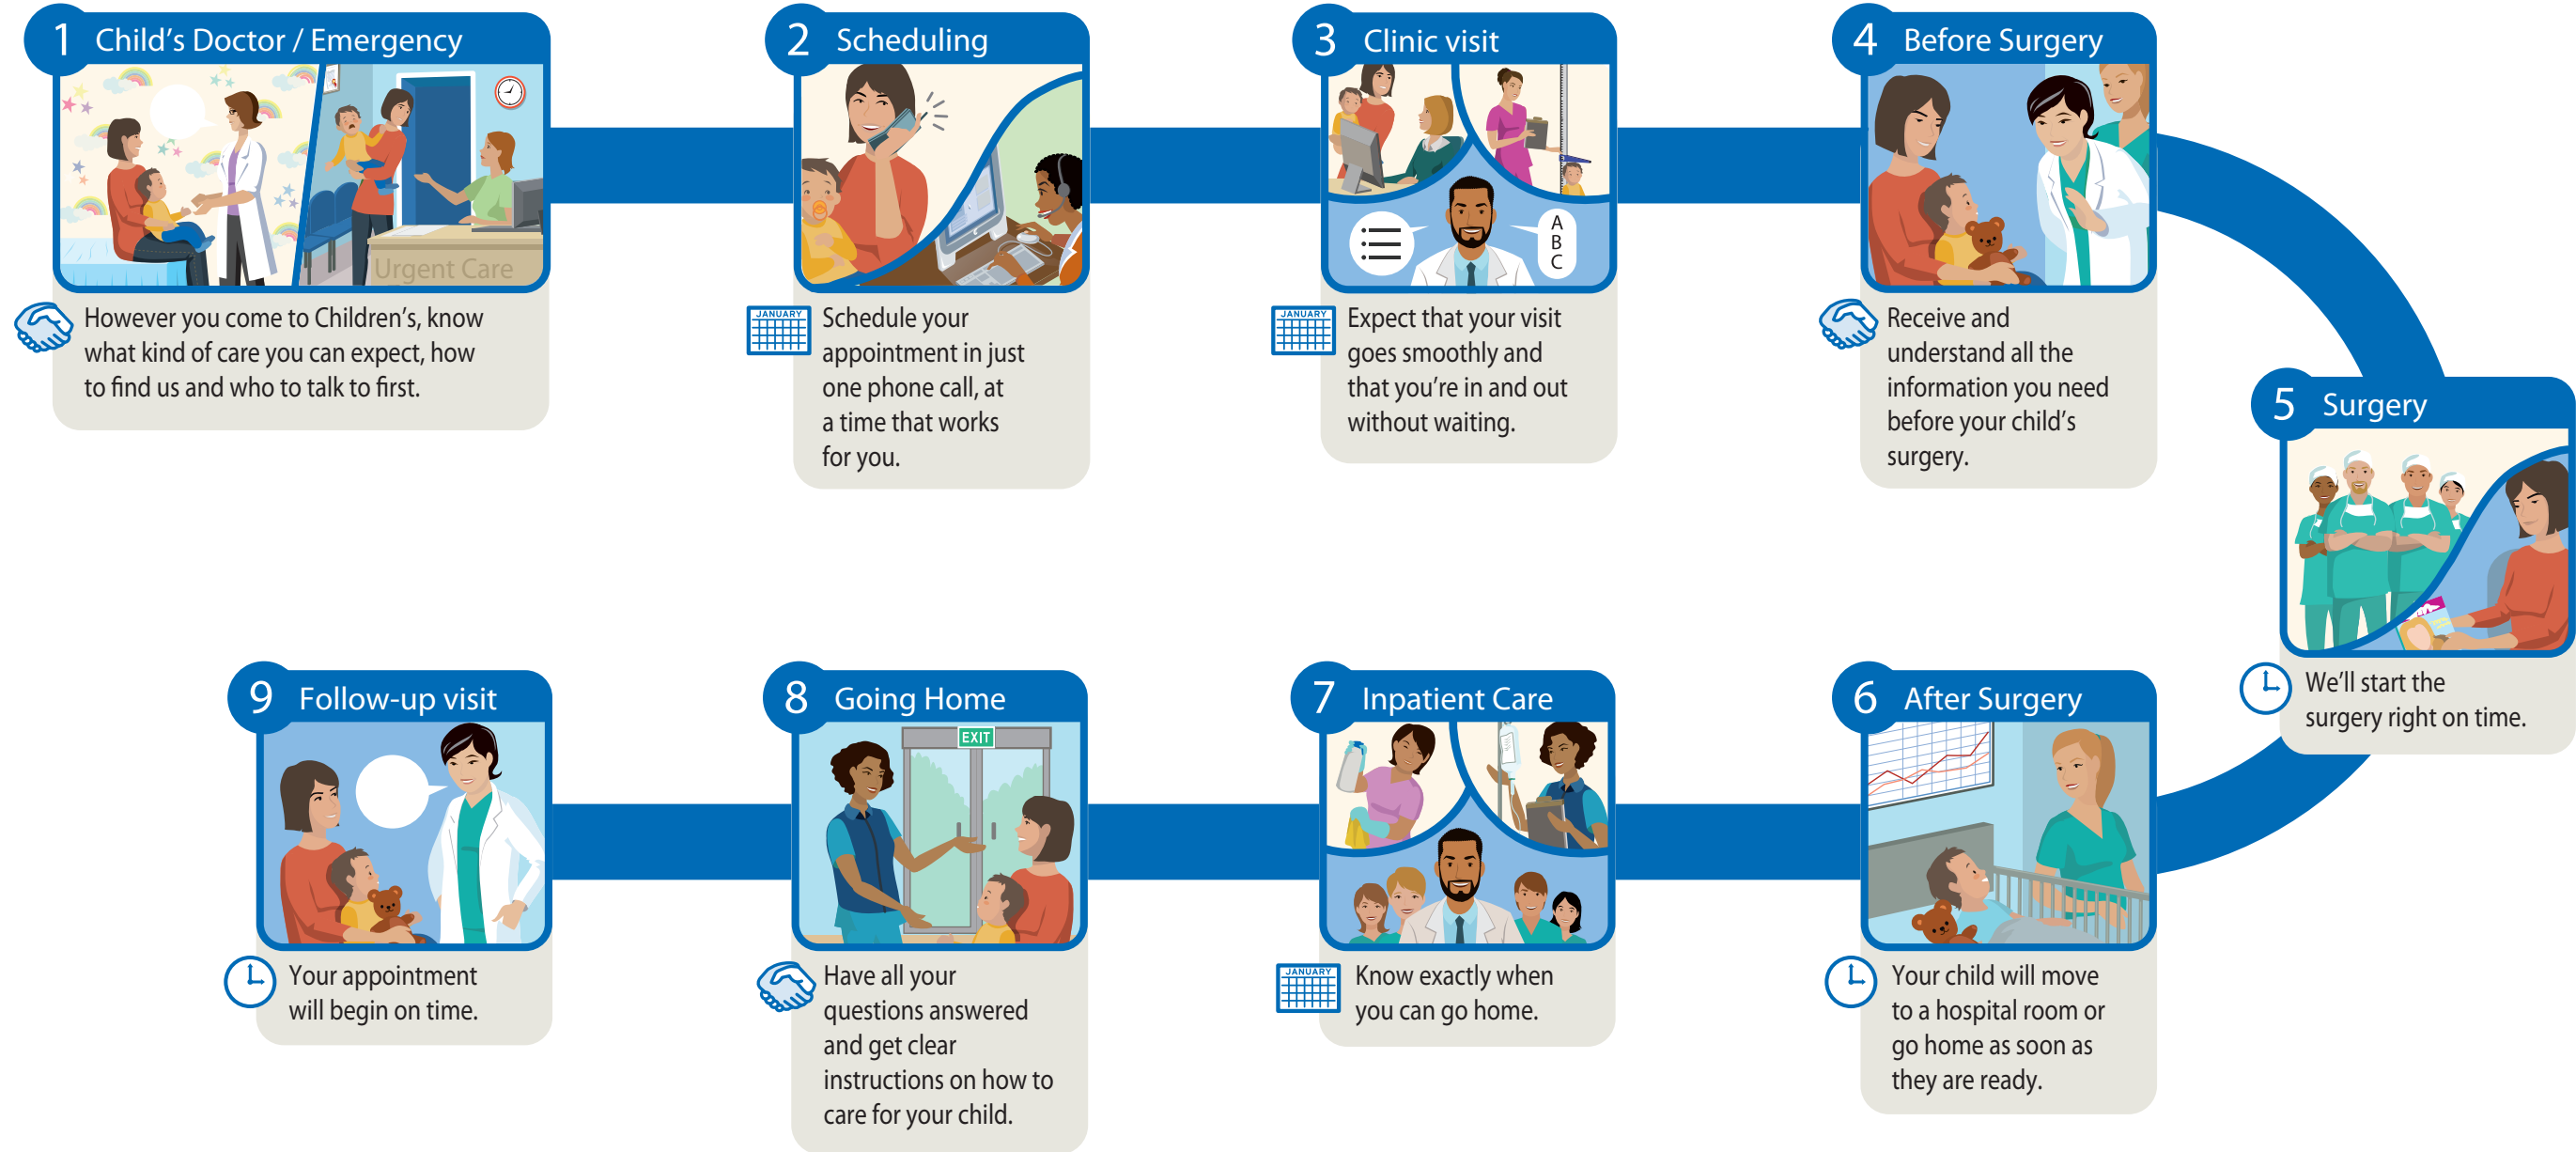 1 Child's Doctor / Emergency
Urgent Care
However you come to Children's, know
what kind of care you can expect, how
to find us and who to talk to first.
2 Scheduling
JANUARY
Schedule your
appointment in just
one phone call, at
a time that works
for you.
3 Clinic visit
A
B
C
JANUARY
Expect that your visit
goes smoothly and
that you're in and out
without waiting.
4 Before Surgery
Receive and
understand all the
information you need
before your child's
surgery.
5 Surgery
We'll start the
surgery right on time.
6 After Surgery
Your child will move
to a hospital room or
go home as soon as
they are ready.
7 Inpatient Care
JANUARY
Know exactly when
you can go home.
8 Going Home
EXIT
Have all your
questions answered
and get clear
instructions on how to
care for your child.
9 Follow-up visit
Your appointment
will begin on time.